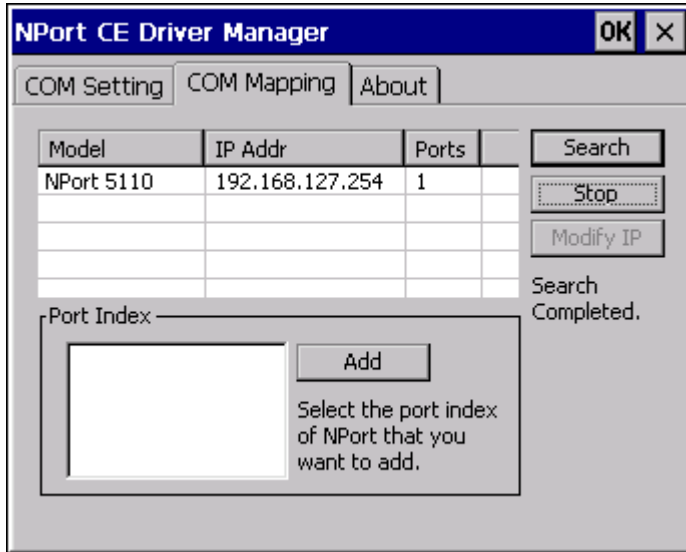 NPort CE Driver Manager OK ×
COM Setting COM Mapping About
Model IP Addr Ports
NPort 5110 192.168.127.254 1
Search
Stop
Modify IP
Search
Completed.
Port Index
Add
Select the port index
of NPort that you
want to add.